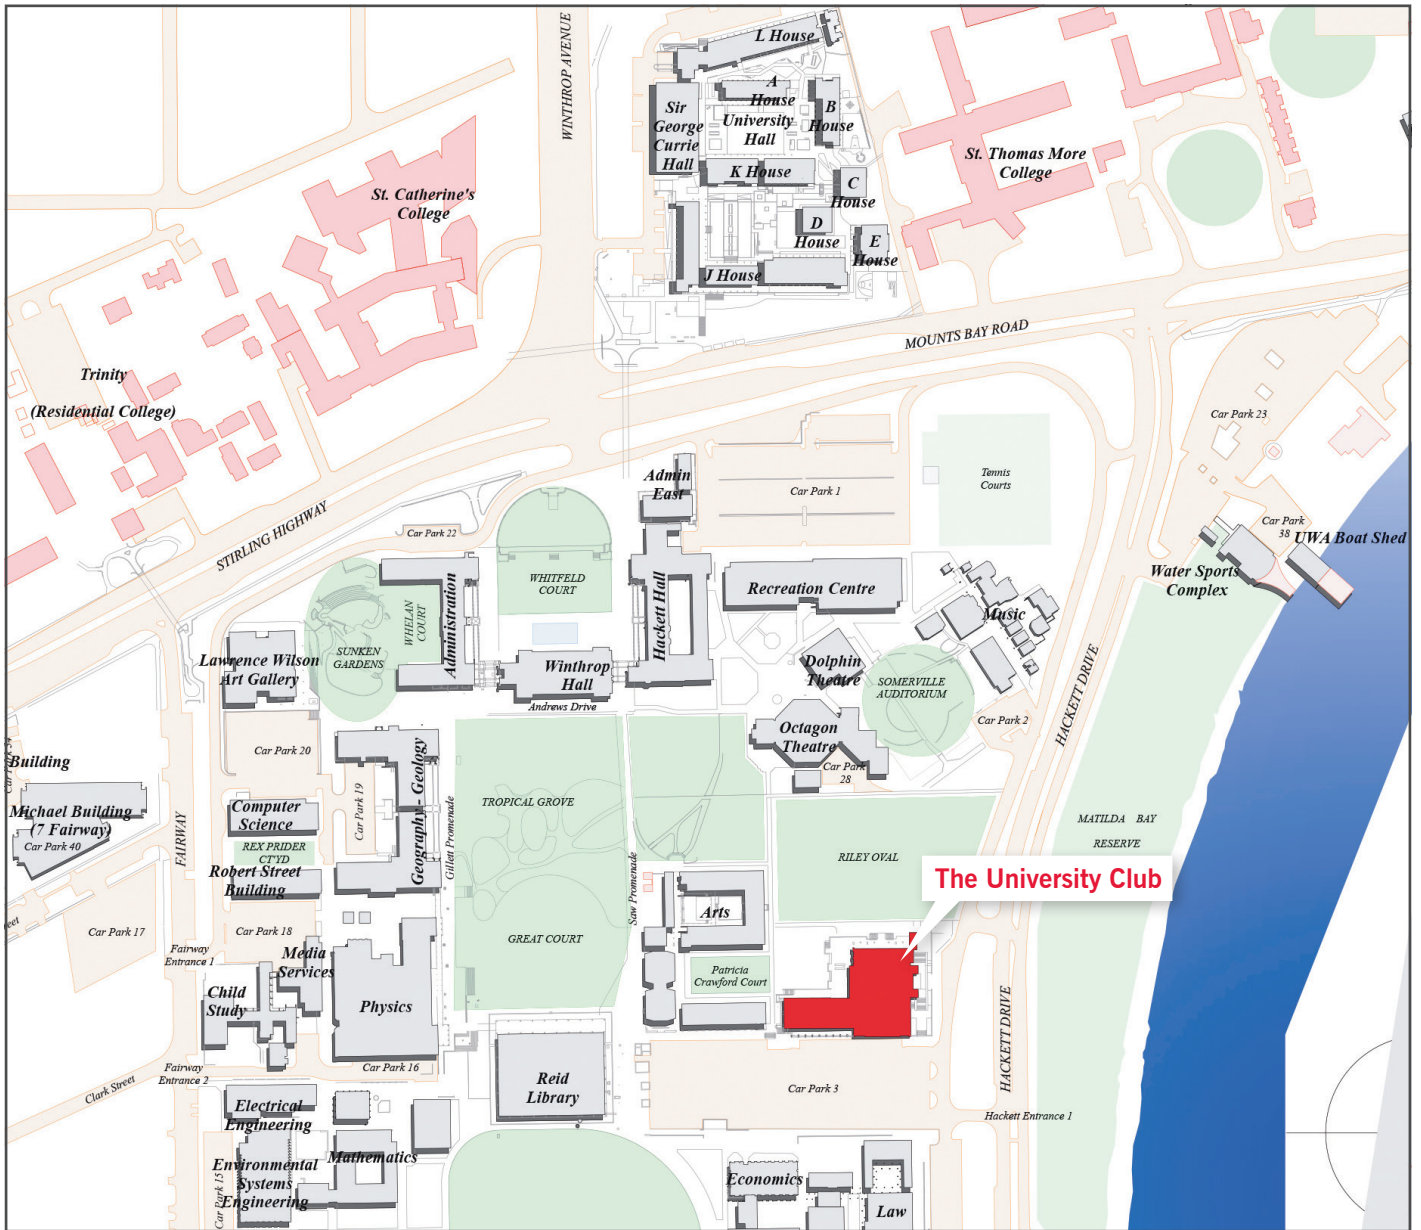 WINTHROP AVENUE
L House
A
House
Sir
George
Currie
Hall
University
Hall
B
House
K House
C
House
D
House
E
House
J House
St. Thomas More
College
St. Catherine's
College
MOUNTS BAY ROAD
Trinity
(Residential College)
STIRLING HIGHWAY
Car Park 22
Admin
East
Car Park 1
Tennis
Courts
Car Park 23
Car Park
38
UWA Boat Shed
Water Sports
Complex
WHITFELD
COURT
WHELAN
COURT
Administration
Hackett Hall
Recreation Centre
Music
SUNKEN
GARDENS
Lawrence Wilson
Art Gallery
Winthrop
Hall
Dolphin
Theatre
SOMERVILLE
AUDITORIUM
HACKETT DRIVE
Andrews Drive
Car Park 2
Octagon
Theatre
Car Park
28
Car Park 20
Car Park 34
Building
Michael Building
(7 Fairway)
Car Park 40
FAIRWAY
Computer
Science
Car Park 19
Geography - Geology
Gillett Promenade
TROPICAL GROVE
REX PRIDER
CT'YD
Robert Street
Building
MATILDA BAY
RESERVE
RILEY OVAL
The University Club
Saw Promenade
Arts
Car Park 17
Car Park 18
Fairway
Entrance 1
Media
Services
GREAT COURT
Patricia
Crawford Court
Child
Study
Physics
HACKETT DRIVE
Clark Street
Fairway
Entrance 2
Car Park 16
Reid
Library
Car Park 3
Hackett Entrance 1
Electrical
Engineering
Mathematics
Environmental
Systems
Engineering
Car Park 15
Economics
Law